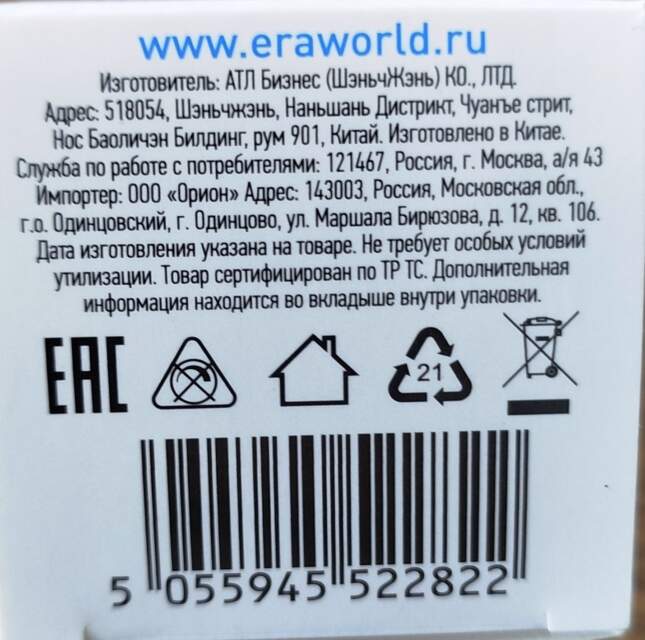 www.eraworld.ru
Изготовитель: АТЛ Бизнес (ШэньчЖэнь) КО., ЛТД.
Адрес: 518054, Шэньчжэнь, Наньшань Дистрикт, Чуанъе стрит,
Нос Баоличэн Билдинг, рум 901, Китай. Изготовлено в Китае.
Служба по работе с потребителями: 121467, Россия, г. Москва, а/я 43
Импортер: ООО «Орион» Адрес: 143003, Россия, Московская обл.,
г.о. Одинцовский, г. Одинцово, ул. Маршала Бирюзова, д. 12, кв. 106.
Дата изготовления указана на товаре. Не требует особых условий
утилизации. Товар сертифицирован по ТР ТС. Дополнительная
информация находится во вкладыше внутри упаковки.
EAC
21
5 055945 522822